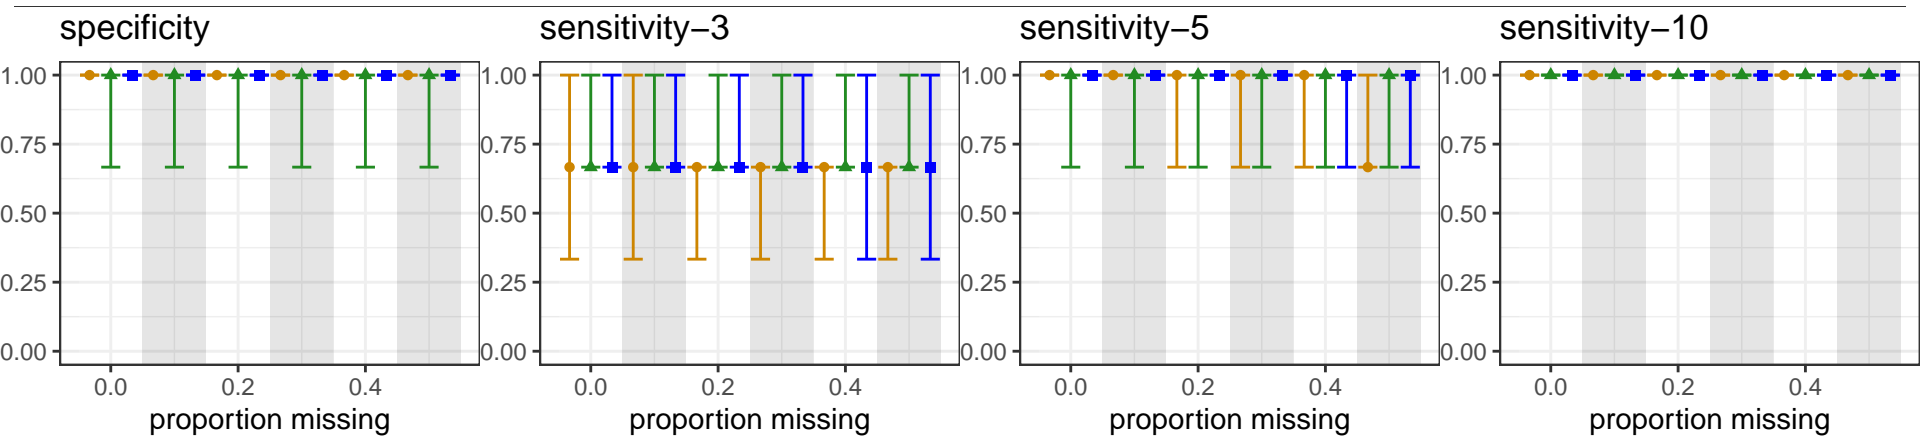 specificity sensitivity−3 sensitivity−5 sensitivity−10
1.00 1.00 1.00 1.00
0.75 0.75 0.75 0.75
0.50 0.50 0.50 0.50
0.25 0.25 0.25 0.25
0.00 0.00 0.00 0.00
0.0 0.2 0.4 0.0 0.2 0.4 0.0 0.2 0.4 0.0 0.2 0.4
proportion missing proportion missing proportion missing proportion missing